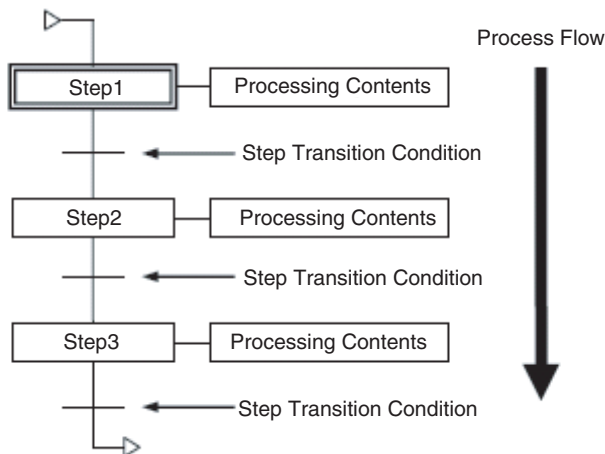 Process Flow
Step1
Processing Contents
Step Transition Condition
Step2
Processing Contents
Step Transition Condition
Step3
Processing Contents
Step Transition Condition